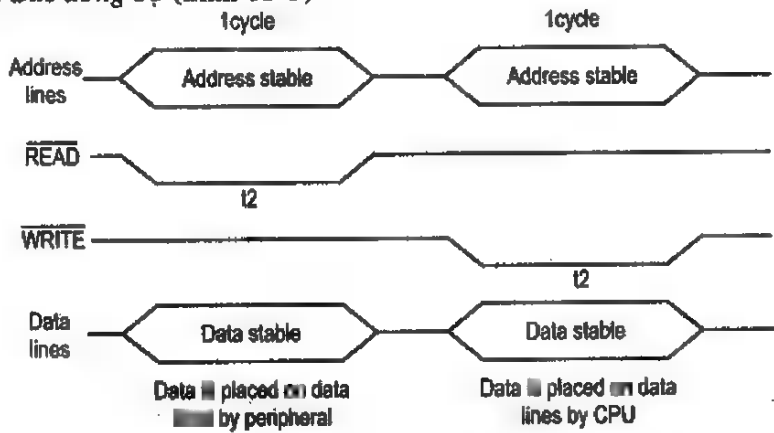 1cycle 1cycle
Address lines
Address stable Address stable
READ
t2
WRITE
t2
Data lines
Data stable Data stable
Data placed on data
by peripheral
Data placed on data
lines by CPU